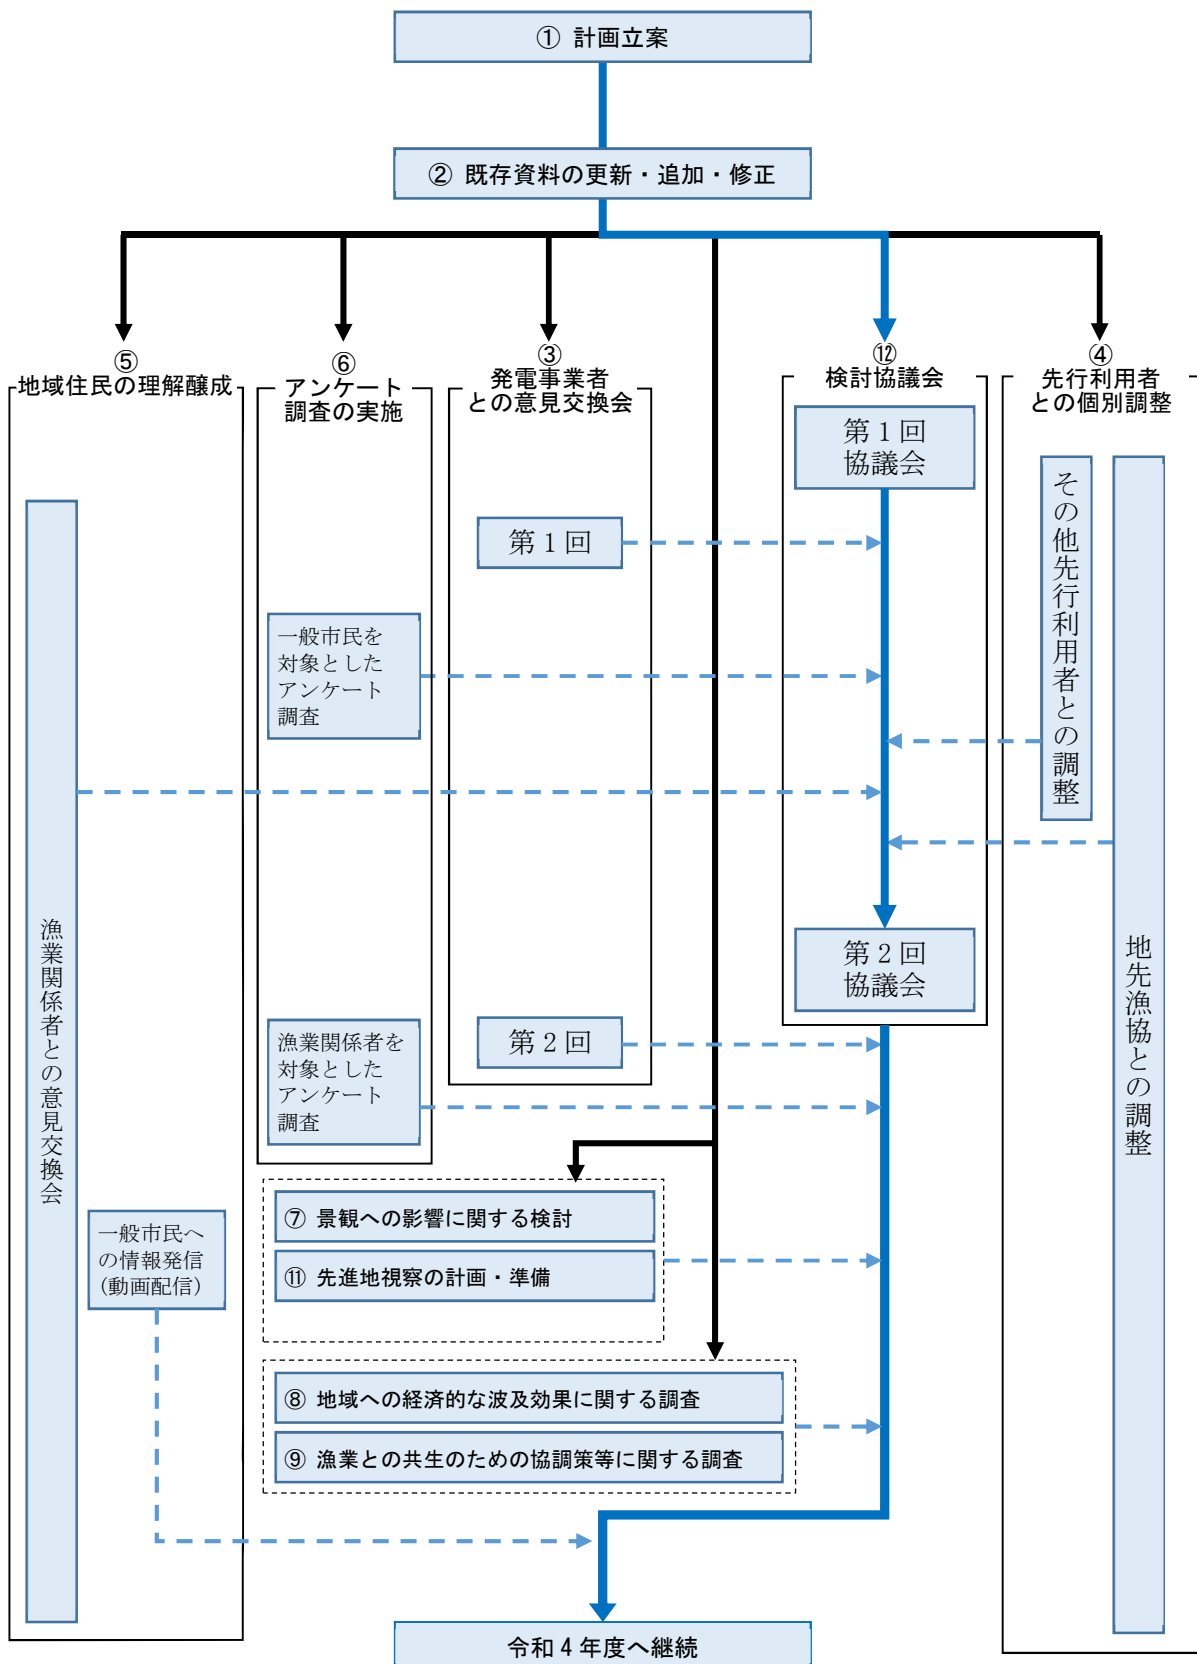 ① 計画立案
② 既存資料の更新・追加・修正
⑤
地域住民の理解醸成
漁業関係者との意見交換会
一般市民へ
の情報発信
(動画配信)
⑥
アンケート
調査の実施
一般市民を
対象とした
アンケート
調査
漁業関係者を
対象とした
アンケート
調査
③
発電事業者
との意見交換会
第1回
第2回
⑫
検討協議会
第1回
協議会
第2回
協議会
④
先行利用者
との個別調整
その他先行利用者との調整
地先漁協との調整
⑦ 景観への影響に関する検討
⑪ 先進地視察の計画・準備
⑧ 地域への経済的な波及効果に関する調査
⑨ 漁業との共生のための協調策等に関する調査
令和4年度へ継続